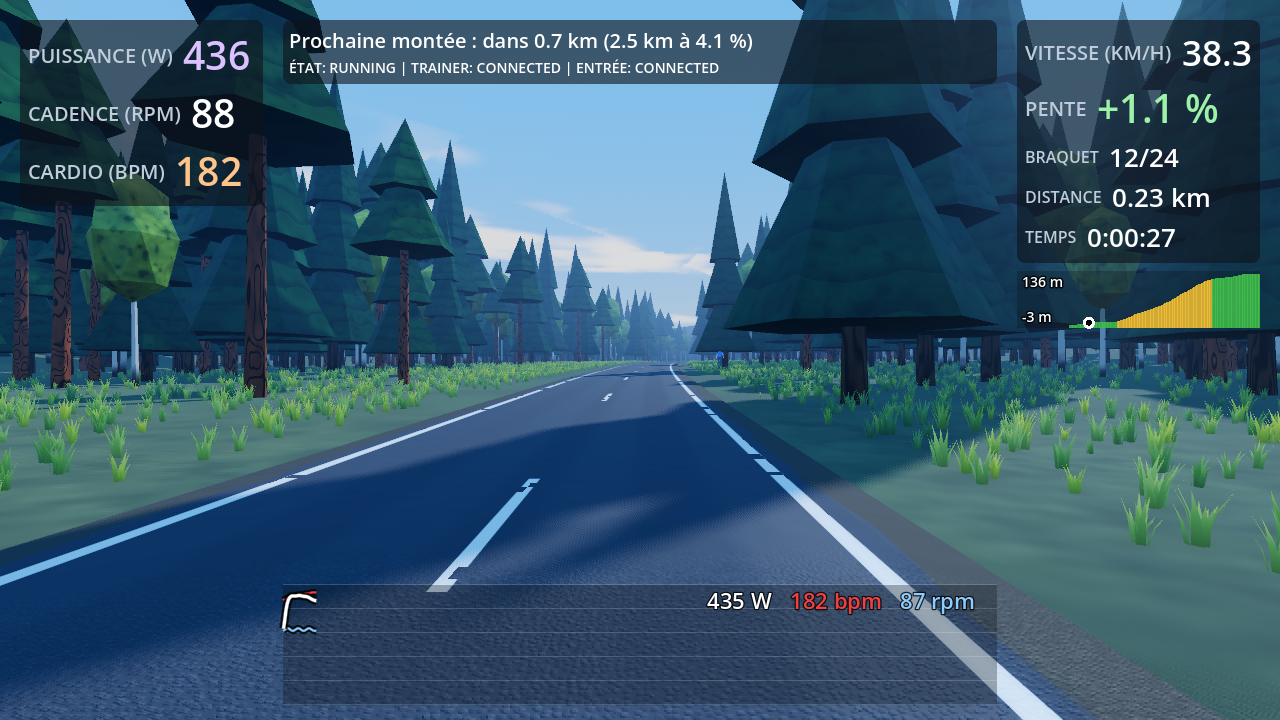 PUISSANCE (W) 436
CADENCE (RPM) 88
CARDIO (BPM) 182
Prochaine montée : dans 0.7 km (2.5 km à 4.1 %)
ÉTAT: RUNNING | TRAINER: CONNECTED | ENTRÉE: CONNECTED
VITESSE (KM/H) 38.3
PENTE +1.1 %
BRAQUET 12/24
DISTANCE 0.23 km
TEMPS 0:00:27
136 m
-3 m
435 W 182 bpm 87 rpm